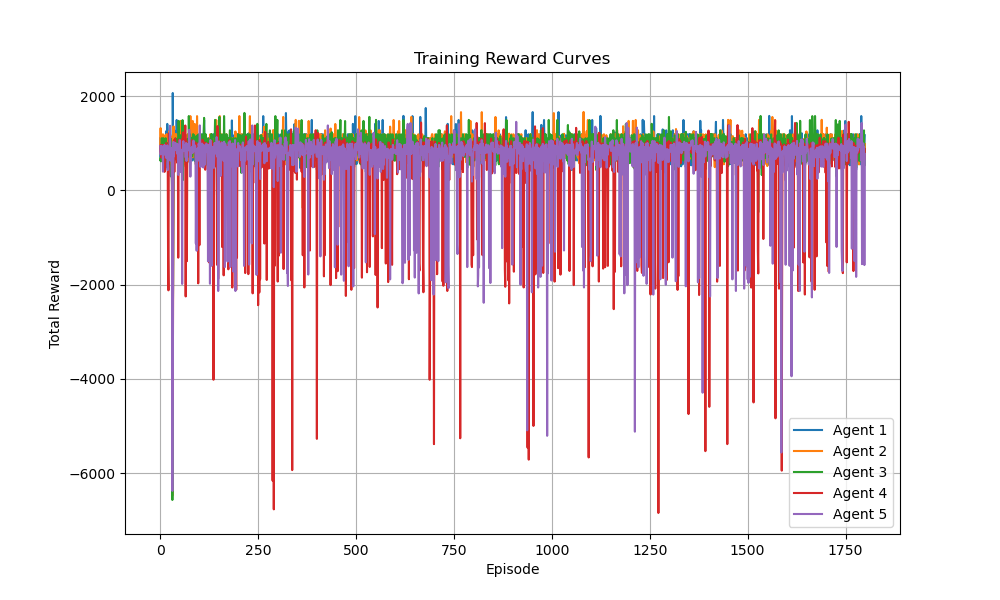 Training Reward Curves
Total Reward
2000
0
−2000
−4000
−6000
0 250 500 750 1000 1250 1500 1750
Episode
Agent 1
Agent 2
Agent 3
Agent 4
Agent 5